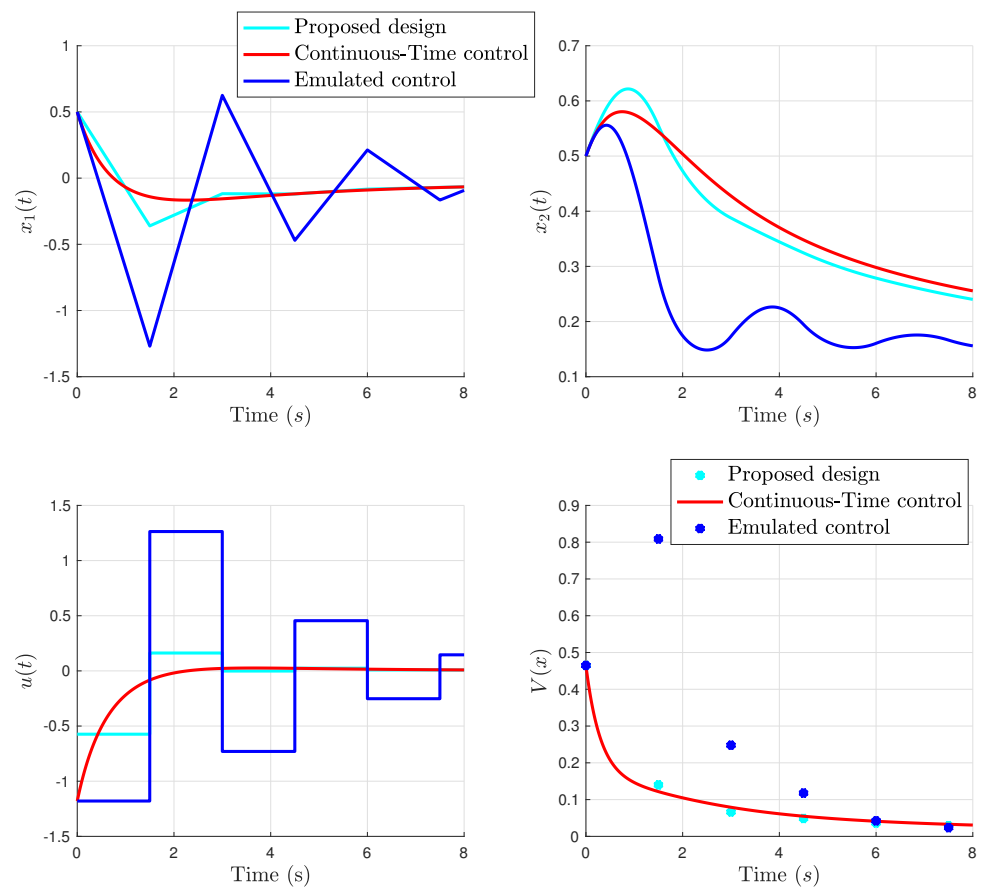 Proposed design
Continuous-Time control
Emulated control
1
0.5
0
-0.5
-1
-1.5
x₁(t)
0 2 4 6 8
Time (s)
0.7
0.6
0.5
0.4
0.3
0.2
0.1
x₂(t)
0 2 4 6 8
Time (s)
1.5
1
0.5
0
-0.5
-1
-1.5
u(t)
0 2 4 6 8
Time (s)
Proposed design
Continuous-Time control
Emulated control
0.9
0.8
0.7
0.6
0.5
0.4
0.3
0.2
0.1
0
V(x)
0 2 4 6 8
Time (s)